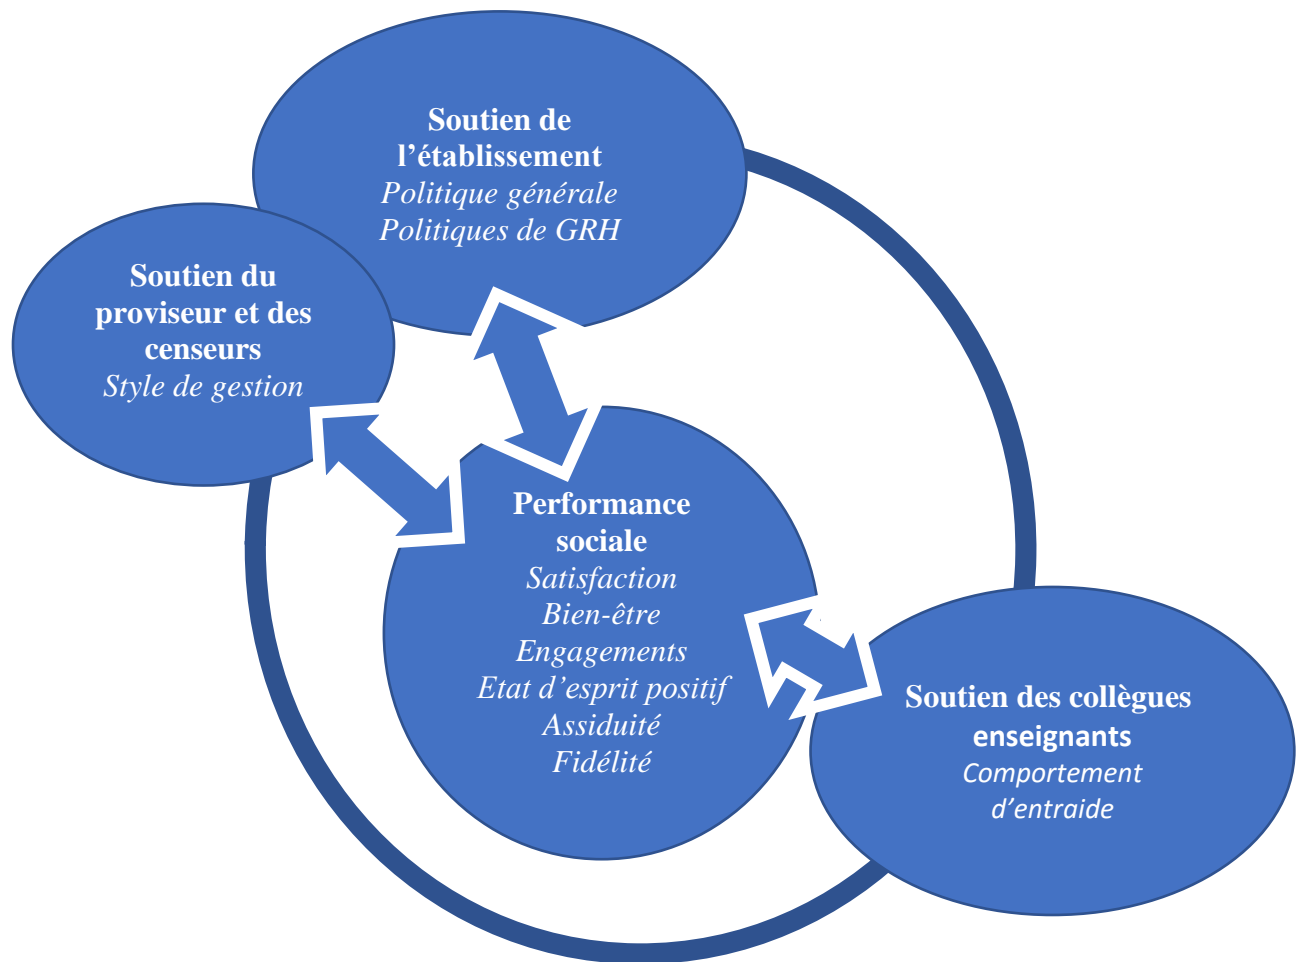 Soutien de
l’établissement
Politique générale
Politiques de GRH
Soutien du
proviseur et des
censeurs
Style de gestion
Performance
sociale
Satisfaction
Bien-être
Engagements
Etat d’esprit positif
Assiduité
Fidélité
Soutien des collègues
enseignants
Comportement
d’entraide